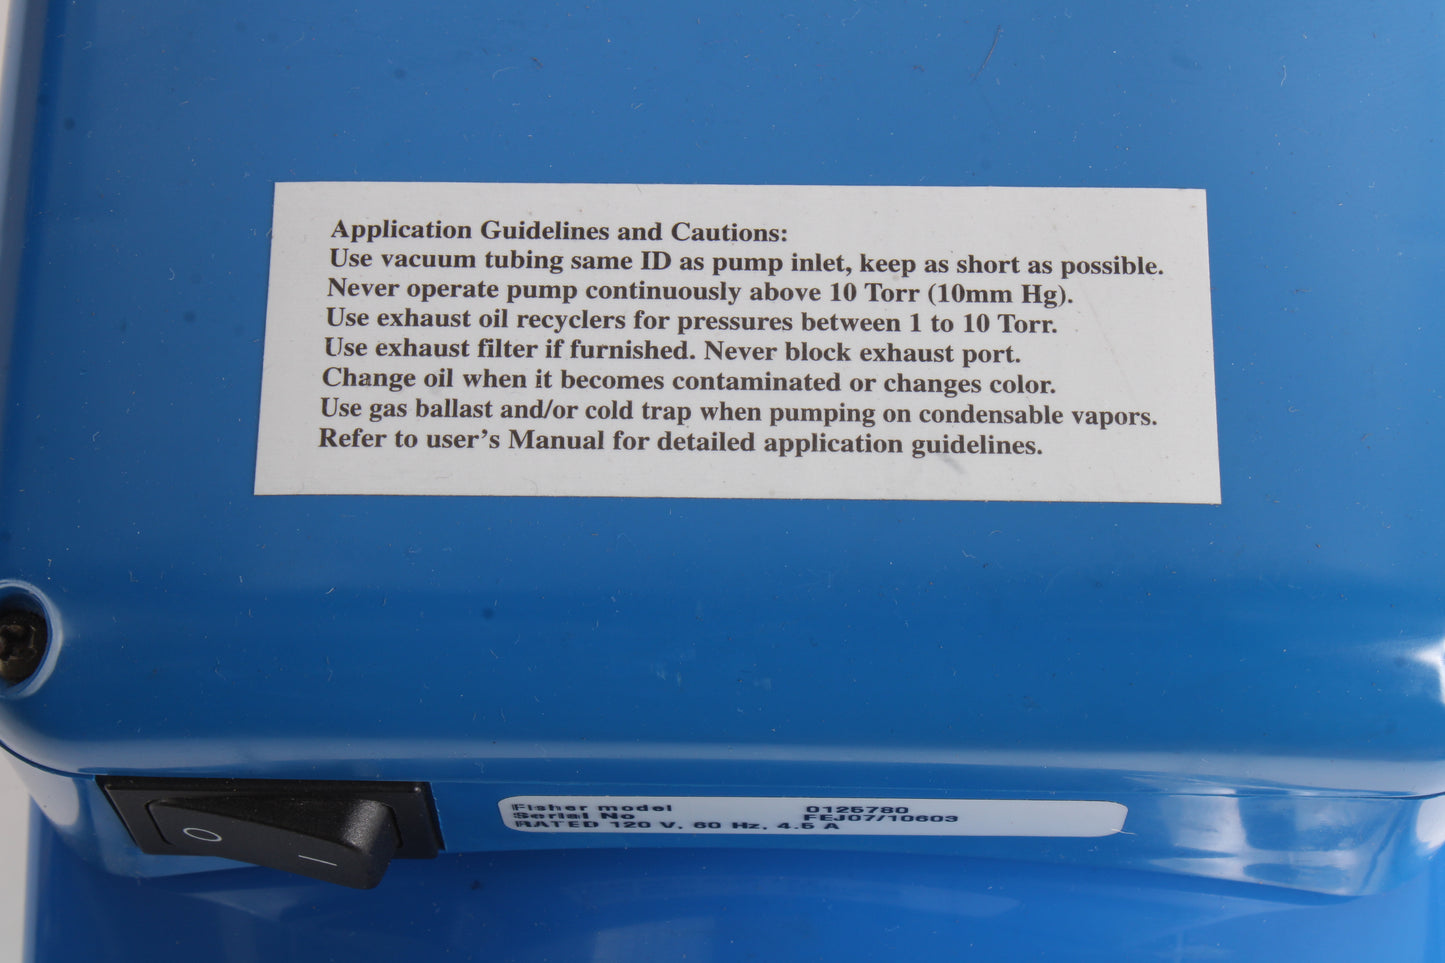 Application Guidelines and Cautions:
Use vacuum tubing same ID as pump inlet, keep as short as possible.
Never operate pump continuously above 10 Torr (10mm Hg).
Use exhaust oil recyclers for pressures between 1 to 10 Torr.
Use exhaust filter if furnished. Never block exhaust port.
Change oil when it becomes contaminated or changes color.
Use gas ballast and/or cold trap when pumping on condensable vapors.
Refer to user's Manual for detailed application guidelines.
Fisher model 0125780
Serial No FEJ07/10603
RATED 120 V, 60 Hz, 4.5 A